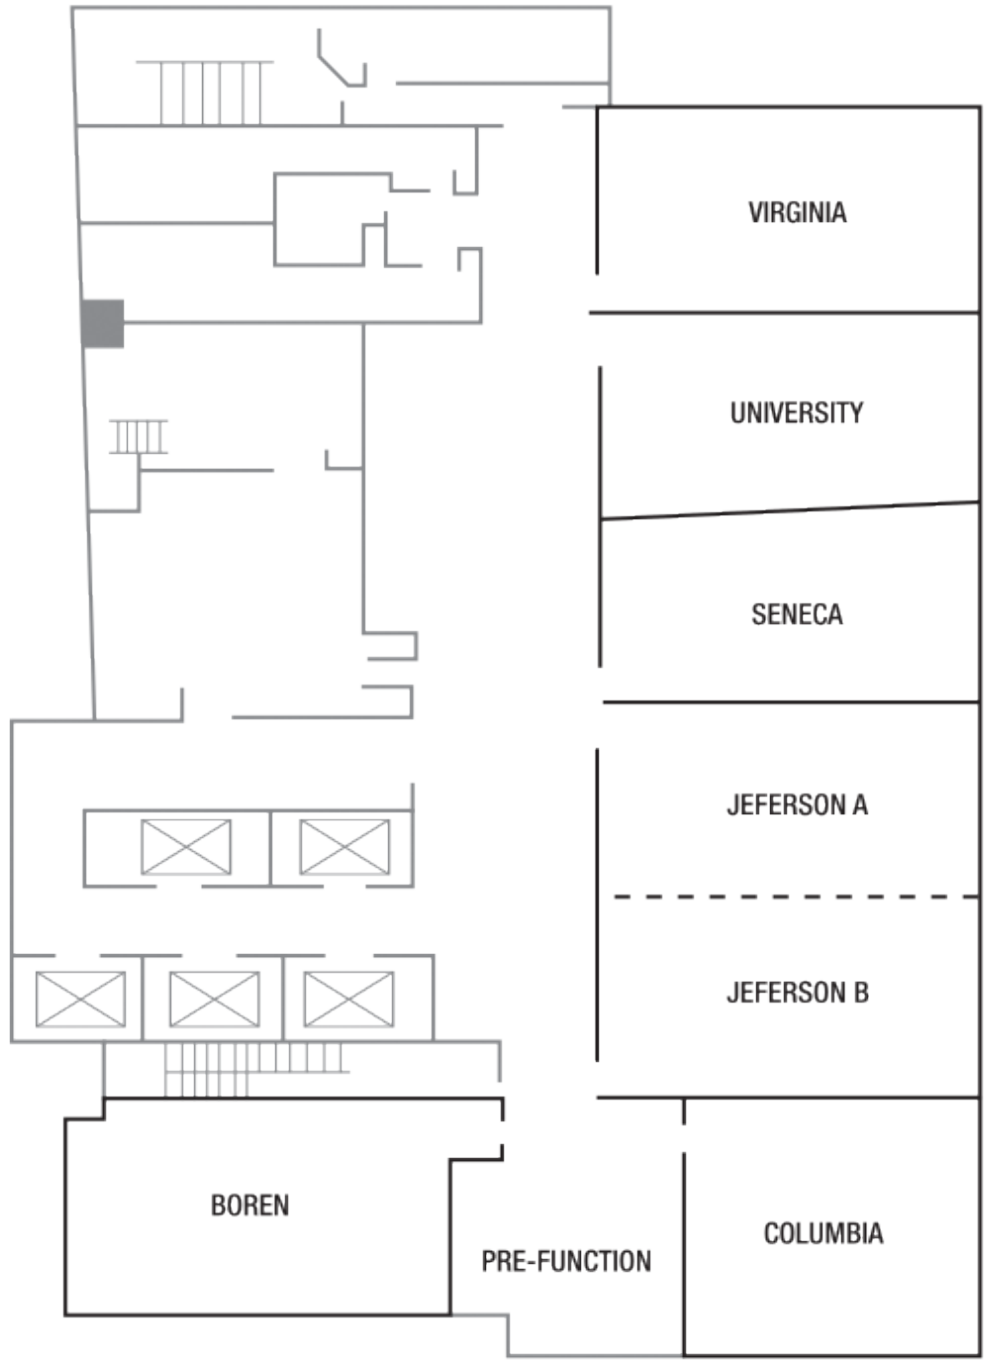 VIRGINIA
UNIVERSITY
SENECA
JEFERSON A
JEFERSON B
BOREN
PRE-FUNCTION
COLUMBIA